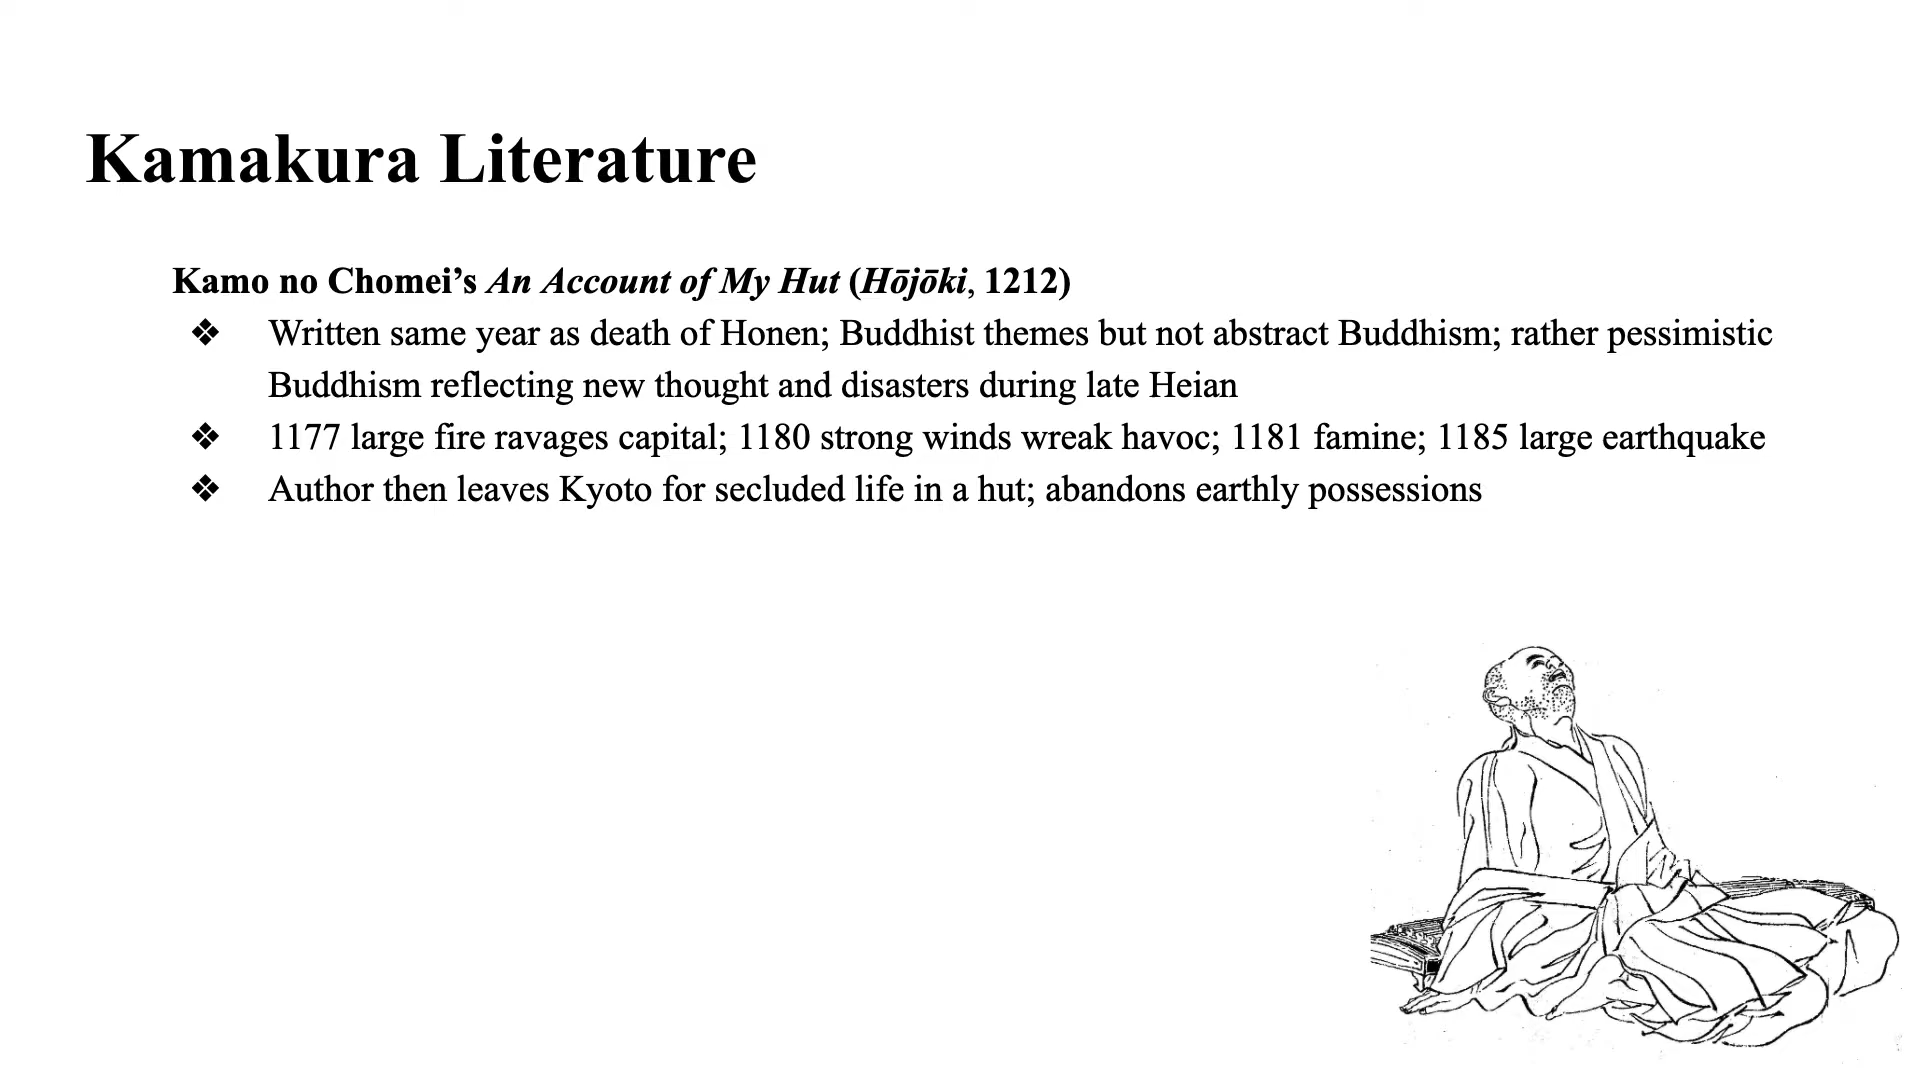 Kamakura Literature
Kamo no Chomei’s An Account of My Hut (Hōjōki, 1212)
❖ Written same year as death of Honen; Buddhist themes but not abstract Buddhism; rather pessimistic
Buddhism reflecting new thought and disasters during late Heian
❖ 1177 large fire ravages capital; 1180 strong winds wreak havoc; 1181 famine; 1185 large earthquake
❖ Author then leaves Kyoto for secluded life in a hut; abandons earthly possessions